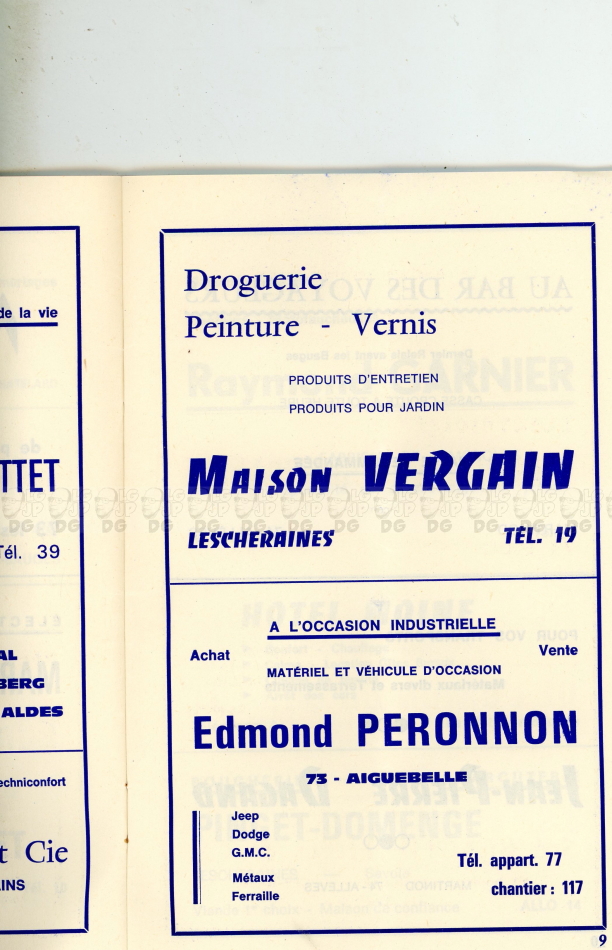 de la vie
TTET
Tél. 39
AL
BERG
ALDES
echniconfort
t Cie
INS
Droguerie
Peinture - Vernis
PRODUITS D'ENTRETIEN
PRODUITS POUR JARDIN
MAISON VERGAIN
LESCHERAINES TÉL. 19
A L'OCCASION INDUSTRIELLE
Achat Vente
MATÉRIEL ET VÉHICULE D'OCCASION
Edmond PERONNON
73 - AIGUEBELLE
Jeep
Dodge
G.M.C.
Métaux
Ferraille
Tél. appart. 77
chantier : 117
9